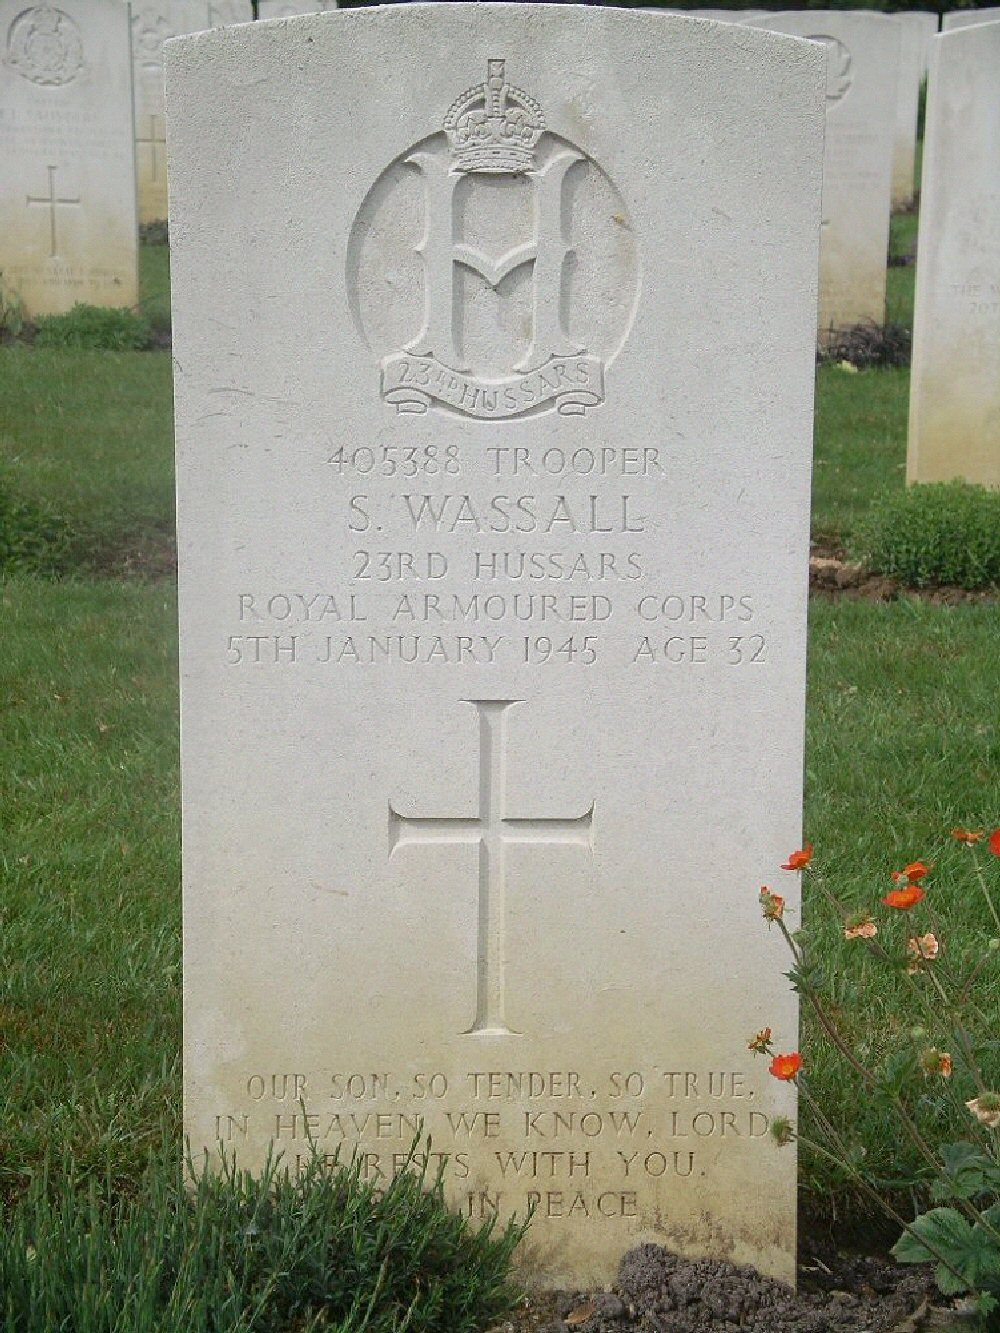 H
23RD HUSSARS
405388 TROOPER
S. WASSALL
23RD HUSSARS
ROYAL ARMOURED CORPS
5TH JANUARY 1945 AGE 32
OUR SON, SO TENDER, SO TRUE,
IN HEAVEN WE KNOW, LORD
HE RESTS WITH YOU.
IN PEACE